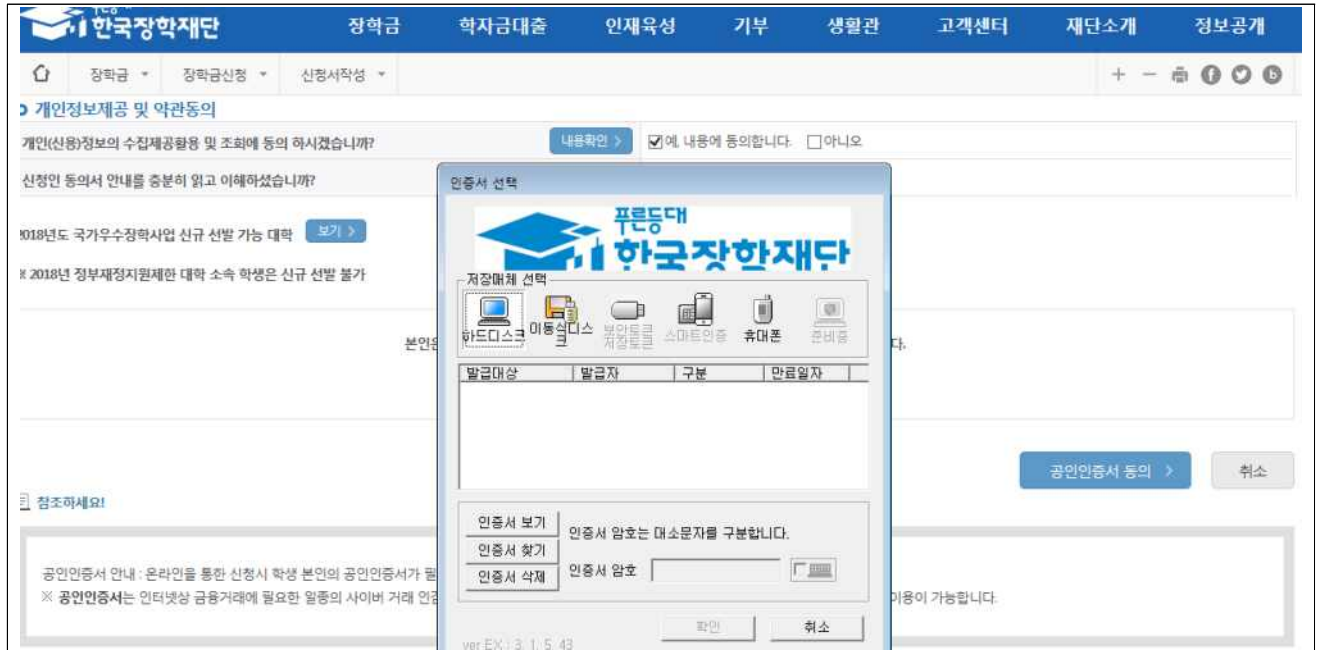 한국장학재단 장학금 학자금대출 인재육성 기부 생활관 고객센터 재단소개 정보공개
장학금 장학금신청 신청서작성
개인정보제공 및 약관동의
개인(신용)정보의 수집제공활용 및 조회에 동의 하시겠습니까? 내용확인 > 예, 내용에 동의합니다. 아니오
신청인 동의서 안내를 충분히 읽고 이해하셨습니까?
2018년도 국가우수장학사업 신규 선발 가능 대학 보기 >
※ 2018년 정부재정지원제한 대학 소속 학생은 신규 선발 불가
본인은
다.
인증서 선택
푸른등대
한국장학재단
저장매체 선택
하드디스크 이동식디스크 보안토큰 저장토큰 스마트인증 휴대폰 준비중
발급대상 발급자 구분 만료일자
인증서 보기
인증서 찾기
인증서 삭제
인증서 암호는 대소문자를 구분합니다.
인증서 암호
확인 취소
ver EX.: 3. 1. 5. 43
공인인증서 동의 > 취소
참조하세요!
공인인증서 안내 : 온라인을 통한 신청시 학생 본인의 공인인증서가 필
※ 공인인증서는 인터넷상 금융거래에 필요한 일종의 사이버 거래 인감
이용이 가능합니다.